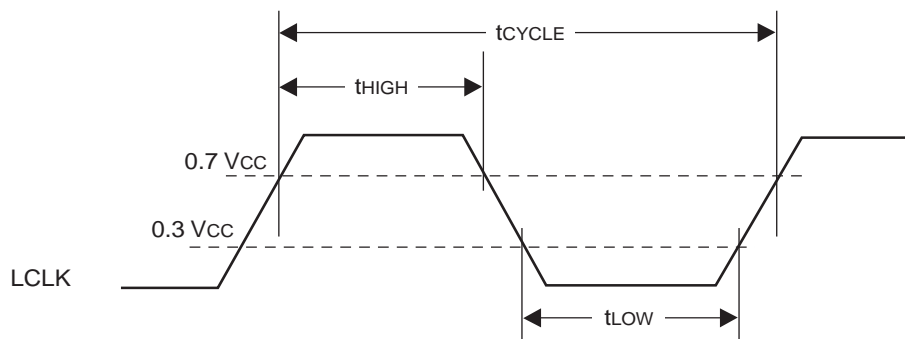 tCYCLE
tHIGH
0.7 VCC
0.3 VCC
LCLK
tLOW